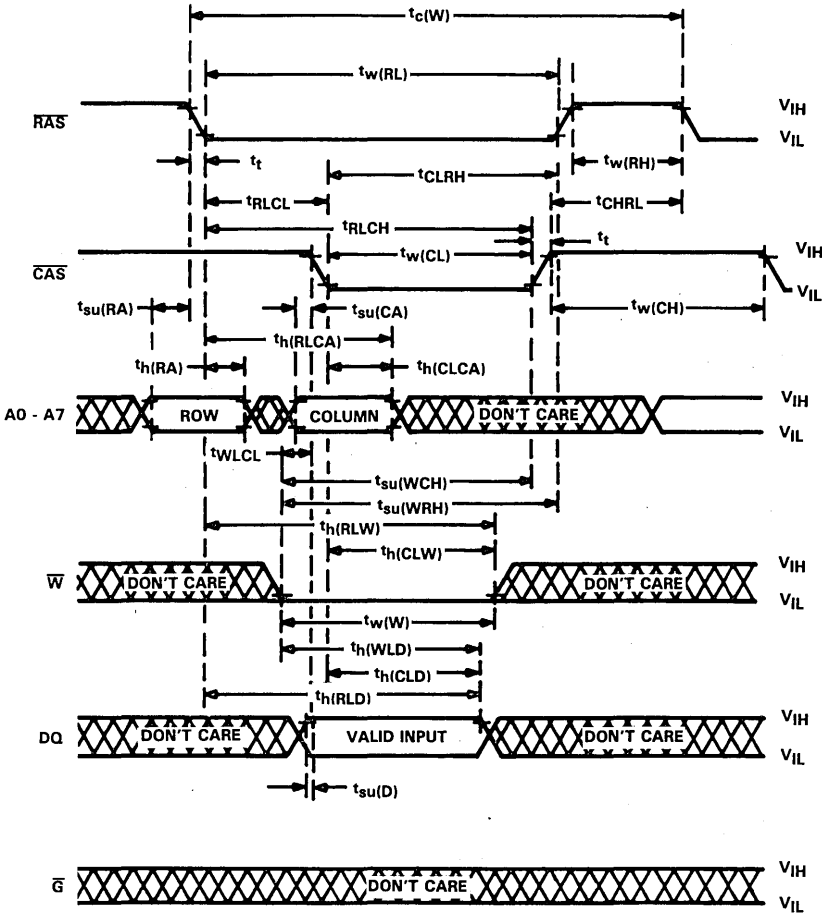 tc(W)
tw(RL)
RAS
VIH
VIL
tt
tCLRH
tw(RH)
tRLCL
tCHRL
tRLCH
tt
CAS
tw(CL)
VIH
VIL
tsu(RA)
tsu(CA)
tw(CH)
th(RLCA)
th(RA)
th(CLCA)
A0 - A7
ROW
COLUMN
DON'T CARE
VIH
VIL
tWLCL
tsu(WCH)
tsu(WRH)
th(RLW)
th(CLW)
W
DON'T CARE
DON'T CARE
VIH
VIL
tw(W)
th(WLD)
th(CLD)
th(RLD)
DQ
DON'T CARE
VALID INPUT
DON'T CARE
VIH
VIL
tsu(D)
G
DON'T CARE
VIH
VIL